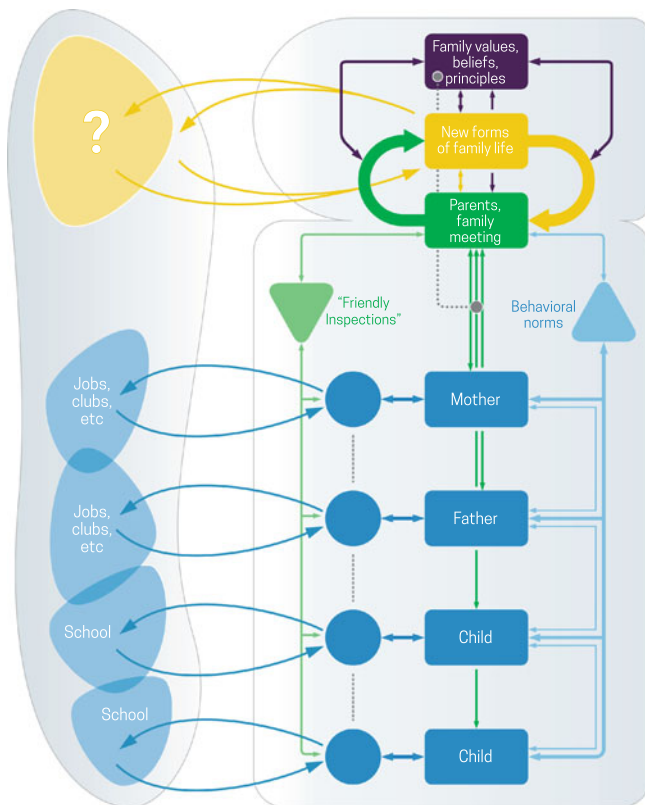 Family values,
beliefs,
principles
?
New forms
of family life
Parents,
family
meeting
“Friendly
Inspections”
Behavioral
norms
Jobs,
clubs,
etc
Mother
Jobs,
clubs,
etc
Father
School
Child
School
Child